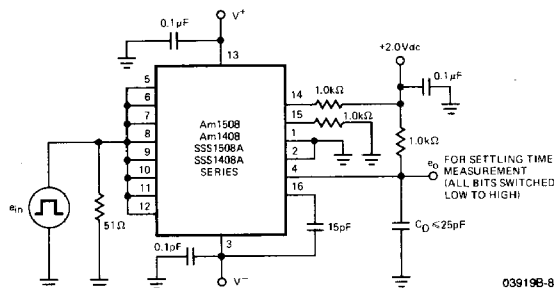 V+
0.1μF
13
+2.0Vdc
0.1μF
5
6
7
8
9
10
11
12
Am1508
Am1408
SSS1508A
SSS1408A
SERIES
14
15
1
2
4
16
1.0kΩ
1.0kΩ
1.0kΩ
eo
FOR SETTLING TIME
MEASUREMENT
(ALL BITS SWITCHED
LOW TO HIGH)
ein
51Ω
0.1pF
3
15pF
CO ≤25pF
V−
03919B-8